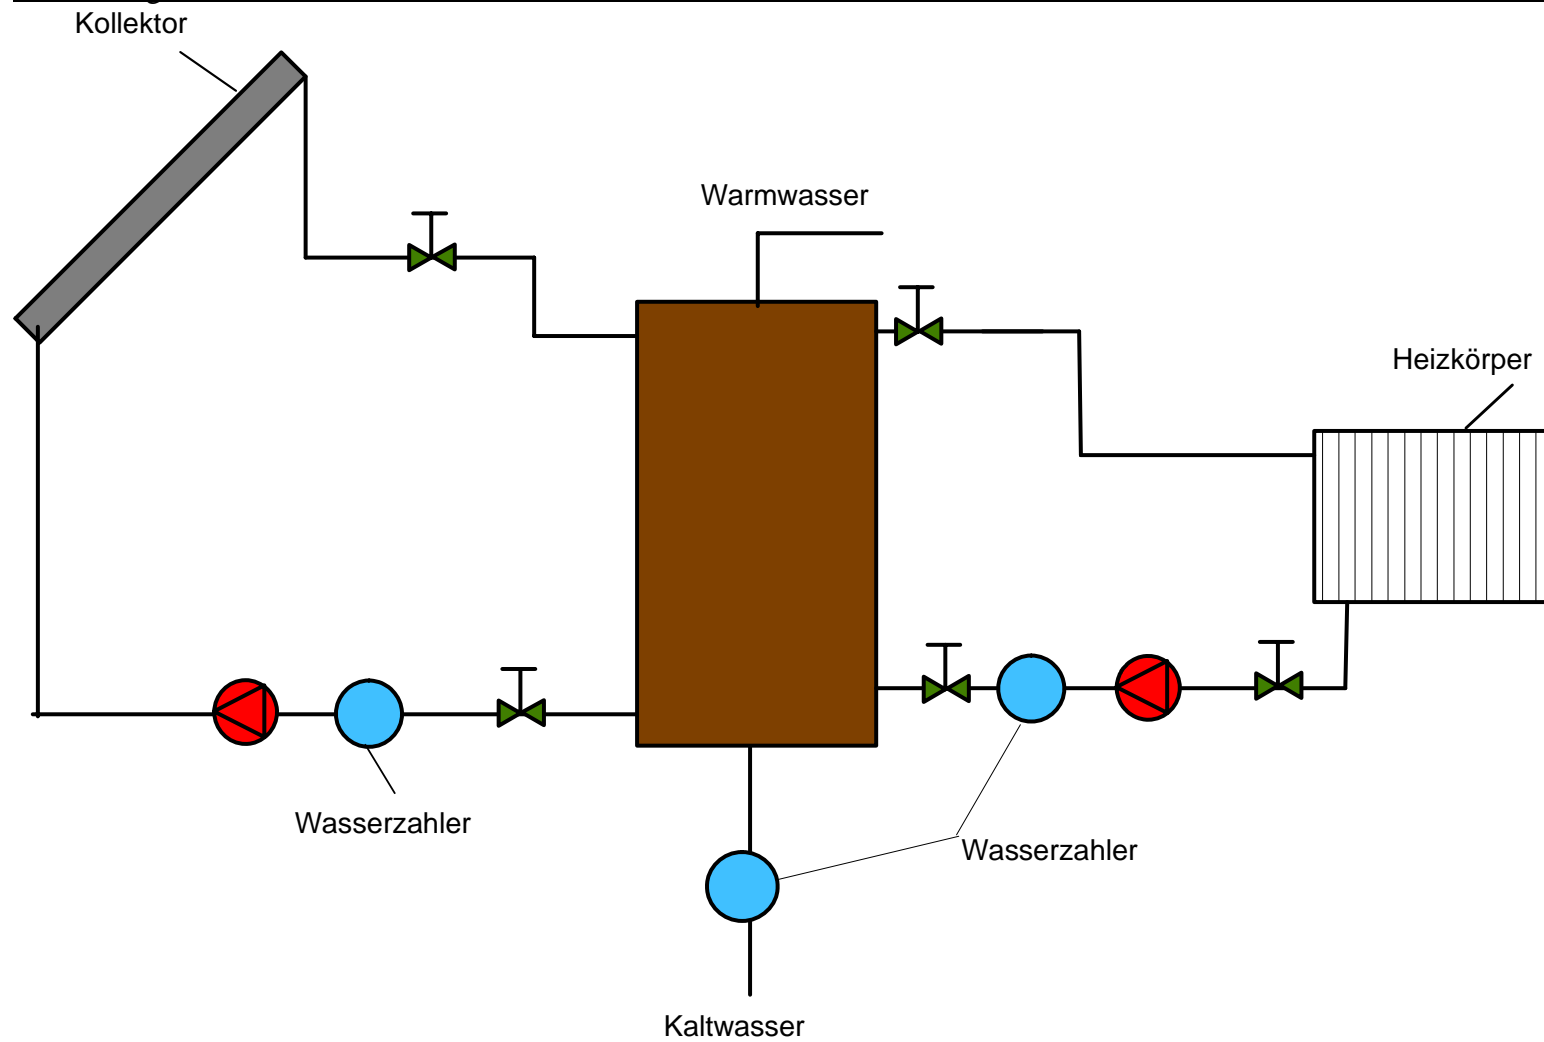 Kollektor
Warmwasser
Heizkörper
Wasserzahler
Wasserzahler
Kaltwasser